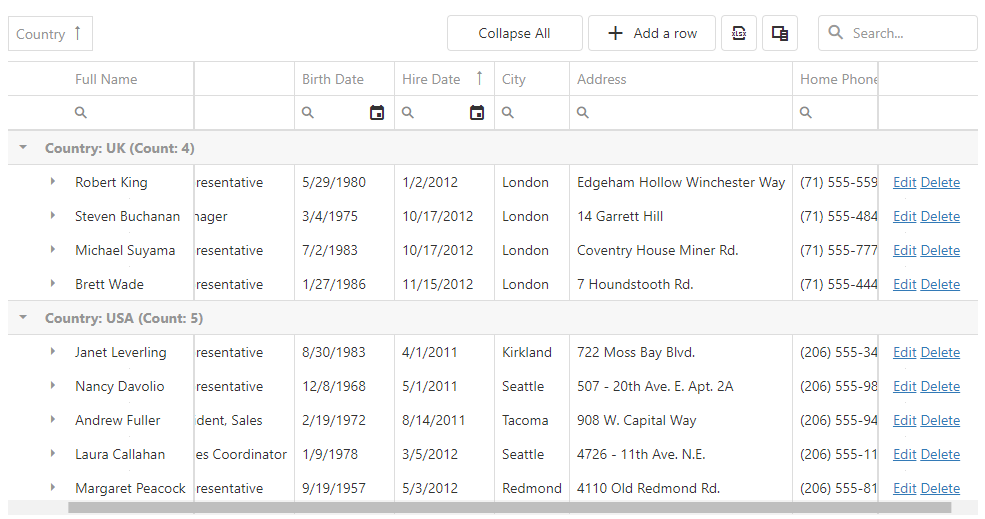 Country Collapse All Add a row xlsx Search...
Full Name Birth Date Hire Date City Address Home Phone
Country: UK (Count: 4)
Robert King resentative 5/29/1980 1/2/2012 London Edgeham Hollow Winchester Way (71) 555-559 Edit Delete
Steven Buchanan nager 3/4/1975 10/17/2012 London 14 Garrett Hill (71) 555-484 Edit Delete
Michael Suyama resentative 7/2/1983 10/17/2012 London Coventry House Miner Rd. (71) 555-777 Edit Delete
Brett Wade resentative 1/27/1986 11/15/2012 London 7 Houndstooth Rd. (71) 555-444 Edit Delete
Country: USA (Count: 5)
Janet Leverling resentative 8/30/1983 4/1/2011 Kirkland 722 Moss Bay Blvd. (206) 555-34 Edit Delete
Nancy Davolio resentative 12/8/1968 5/1/2011 Seattle 507 - 20th Ave. E. Apt. 2A (206) 555-98 Edit Delete
Andrew Fuller ident, Sales 2/19/1972 8/14/2011 Tacoma 908 W. Capital Way (206) 555-94 Edit Delete
Laura Callahan es Coordinator 1/9/1978 3/5/2012 Seattle 4726 - 11th Ave. N.E. (206) 555-11 Edit Delete
Margaret Peacock resentative 9/19/1957 5/3/2012 Redmond 4110 Old Redmond Rd. (206) 555-81 Edit Delete